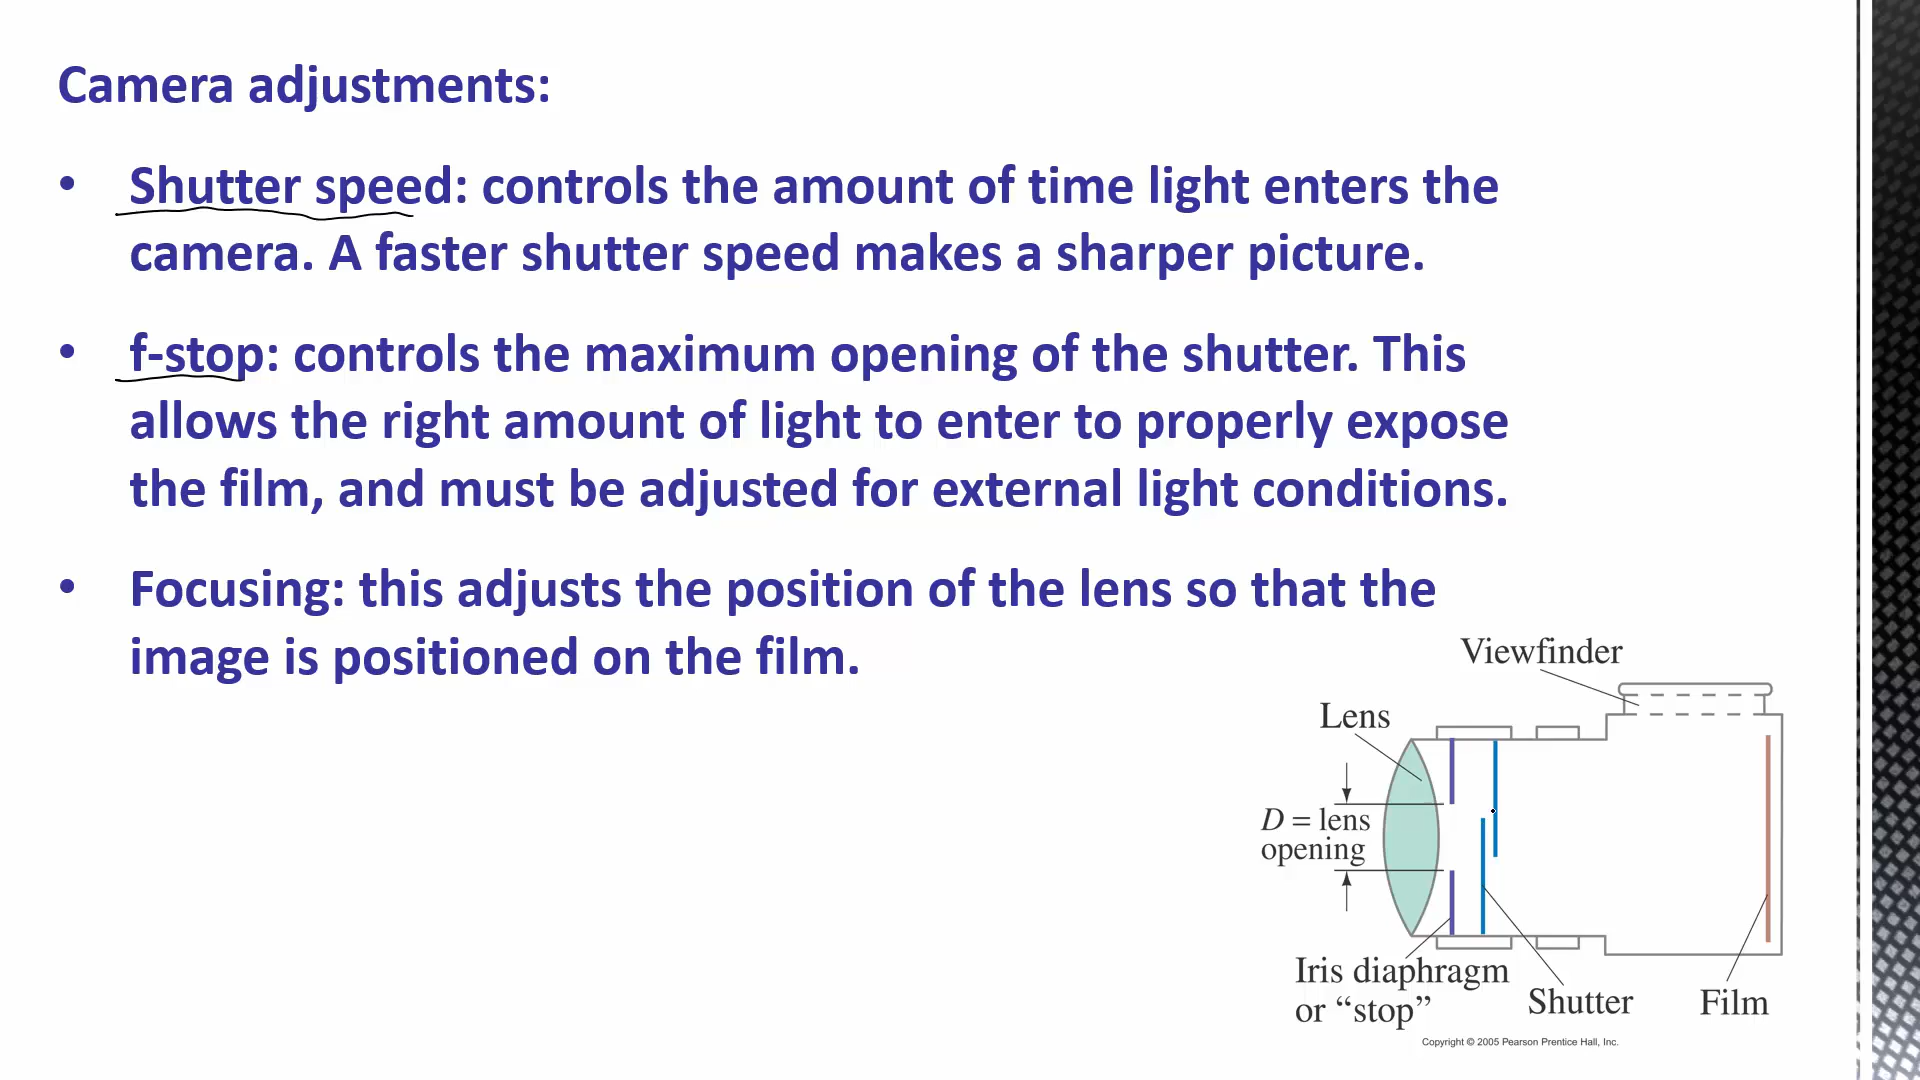 Camera adjustments:
• Shutter speed: controls the amount of time light enters the
camera. A faster shutter speed makes a sharper picture.
• f-stop: controls the maximum opening of the shutter. This
allows the right amount of light to enter to properly expose
the film, and must be adjusted for external light conditions.
• Focusing: this adjusts the position of the lens so that the
image is positioned on the film.
Viewfinder
Lens
D = lens
opening
Iris diaphragm
or “stop”
Shutter
Film
Copyright © 2005 Pearson Prentice Hall, Inc.